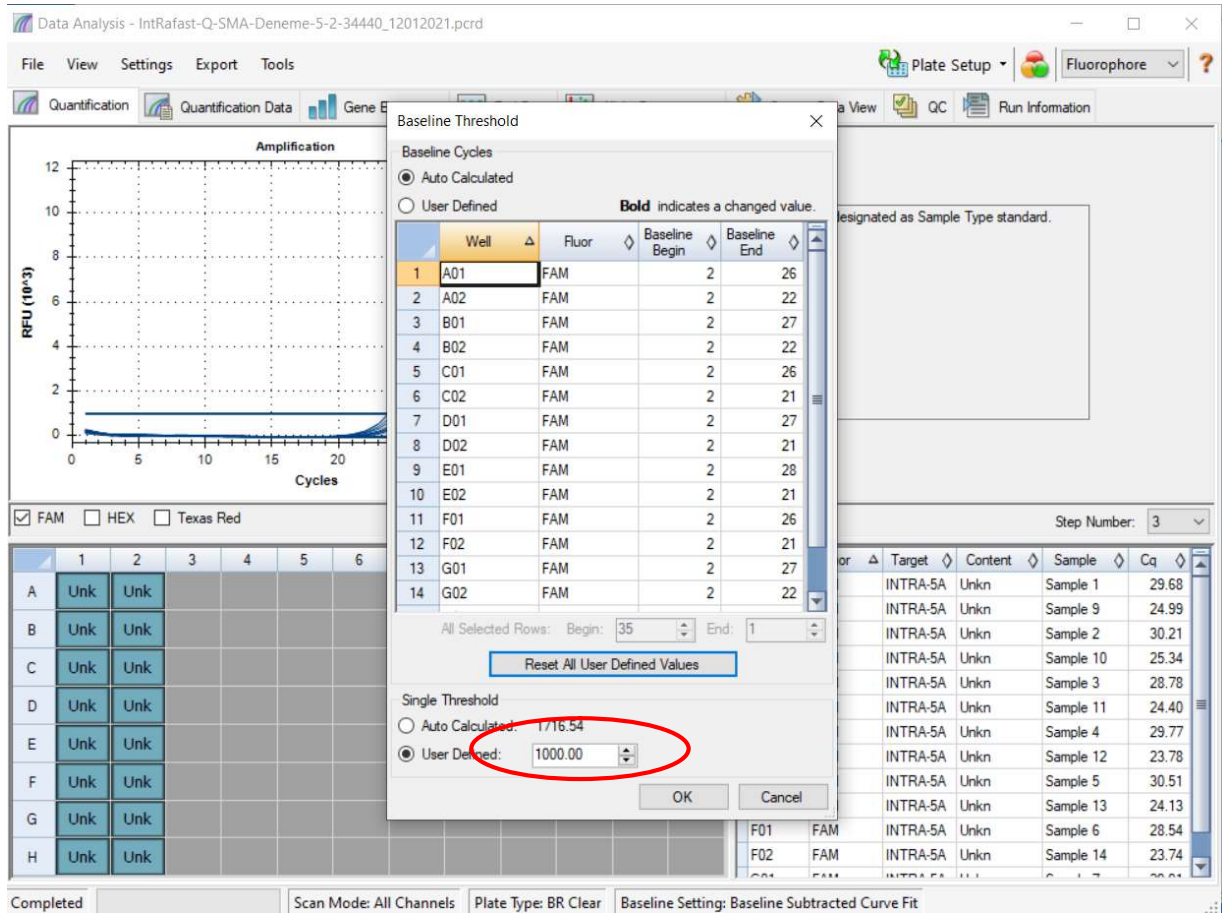 Data Analysis - IntRafast-Q-SMA-Deneme-5-2-34440_12012021.pcrd
File View Settings Export Tools
Plate Setup
Fluorophore
?
Quantification Quantification Data Gene
a View QC Run Information
Amplification
12
10
8
6
4
2
0
RFU (10^3)
0 5 10 15 20
Cycles
designated as Sample Type standard.
Baseline Threshold
Baseline Cycles
Auto Calculated
User Defined
Bold indicates a changed value.
Well Fluor Baseline Begin Baseline End
1 A01 FAM 2 26
2 A02 FAM 2 22
3 B01 FAM 2 27
4 B02 FAM 2 22
5 C01 FAM 2 26
6 C02 FAM 2 21
7 D01 FAM 2 27
8 D02 FAM 2 21
9 E01 FAM 2 28
10 E02 FAM 2 21
11 F01 FAM 2 26
12 F02 FAM 2 21
13 G01 FAM 2 27
14 G02 FAM 2 22
All Selected Rows: Begin: 35 End: 1
Reset All User Defined Values
Single Threshold
Auto Calculated: 1716.54
User Defined: 1000.00
OK Cancel
FAM HEX Texas Red
Step Number: 3
1 2 3 4 5 6
A Unk Unk
B Unk Unk
C Unk Unk
D Unk Unk
E Unk Unk
F Unk Unk
G Unk Unk
H Unk Unk
or Target Content Sample Cq
INTRA-5A Unkn Sample 1 29.68
INTRA-5A Unkn Sample 9 24.99
INTRA-5A Unkn Sample 2 30.21
INTRA-5A Unkn Sample 10 25.34
INTRA-5A Unkn Sample 3 28.78
INTRA-5A Unkn Sample 11 24.40
INTRA-5A Unkn Sample 4 29.77
INTRA-5A Unkn Sample 12 23.78
INTRA-5A Unkn Sample 5 30.51
INTRA-5A Unkn Sample 13 24.13
F01 FAM INTRA-5A Unkn Sample 6 28.54
F02 FAM INTRA-5A Unkn Sample 14 23.74
Completed
Scan Mode: All Channels
Plate Type: BR Clear
Baseline Setting: Baseline Subtracted Curve Fit